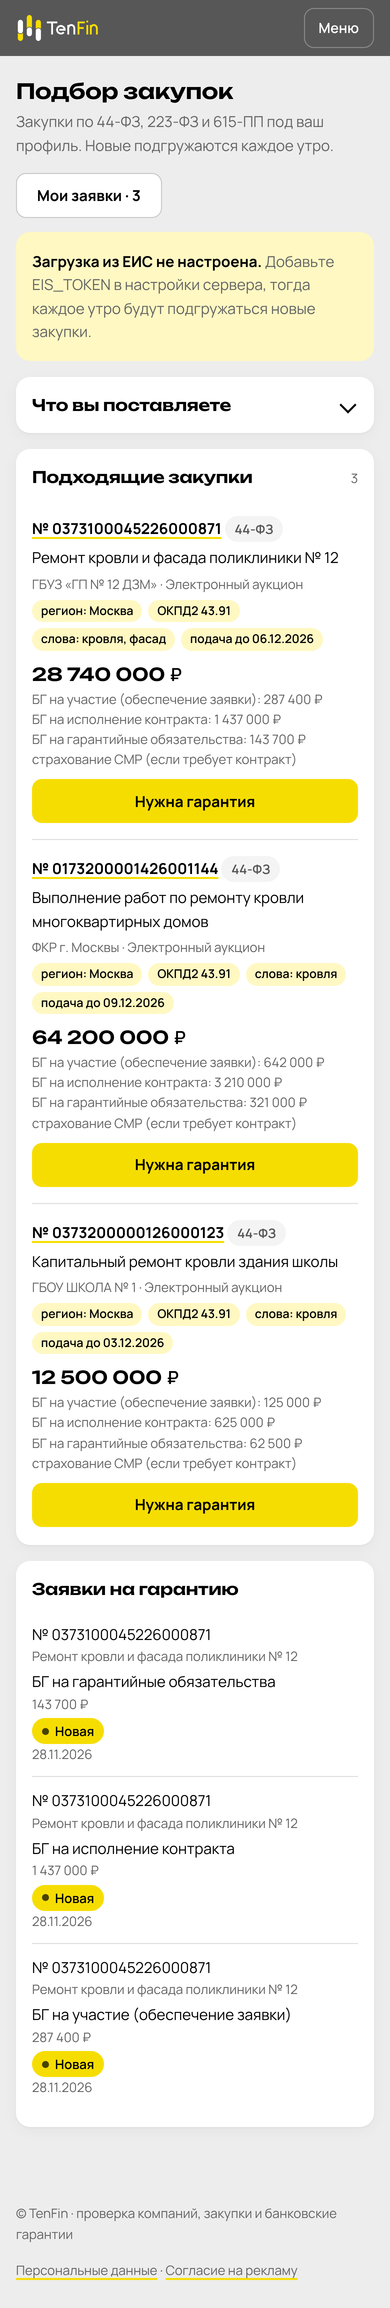 TenFin
Меню
Подбор закупок
Закупки по 44-ФЗ, 223-ФЗ и 615-ПП под ваш
профиль. Новые подгружаются каждое утро.
Мои заявки · 3
Загрузка из ЕИС не настроена. Добавьте
EIS_TOKEN в настройки сервера, тогда
каждое утро будут подгружаться новые
закупки.
Что вы поставляете
Подходящие закупки 3
№ 0373100045226000871 44-ФЗ
Ремонт кровли и фасада поликлиники № 12
ГБУЗ «ГП № 12 ДЗМ» · Электронный аукцион
регион: Москва ОКПД2 43.91
слова: кровля, фасад подача до 06.12.2026
28 740 000 ₽
БГ на участие (обеспечение заявки): 287 400 ₽
БГ на исполнение контракта: 1 437 000 ₽
БГ на гарантийные обязательства: 143 700 ₽
страхование СМР (если требует контракт)
Нужна гарантия
№ 0173200001426001144 44-ФЗ
Выполнение работ по ремонту кровли
многоквартирных домов
ФКР г. Москвы · Электронный аукцион
регион: Москва ОКПД2 43.91 слова: кровля
подача до 09.12.2026
64 200 000 ₽
БГ на участие (обеспечение заявки): 642 000 ₽
БГ на исполнение контракта: 3 210 000 ₽
БГ на гарантийные обязательства: 321 000 ₽
страхование СМР (если требует контракт)
Нужна гарантия
№ 0373200000126000123 44-ФЗ
Капитальный ремонт кровли здания школы
ГБОУ ШКОЛА № 1 · Электронный аукцион
регион: Москва ОКПД2 43.91 слова: кровля
подача до 03.12.2026
12 500 000 ₽
БГ на участие (обеспечение заявки): 125 000 ₽
БГ на исполнение контракта: 625 000 ₽
БГ на гарантийные обязательства: 62 500 ₽
страхование СМР (если требует контракт)
Нужна гарантия
Заявки на гарантию
№ 0373100045226000871
Ремонт кровли и фасада поликлиники № 12
БГ на гарантийные обязательства
143 700 ₽
Новая
28.11.2026
№ 0373100045226000871
Ремонт кровли и фасада поликлиники № 12
БГ на исполнение контракта
1 437 000 ₽
Новая
28.11.2026
№ 0373100045226000871
Ремонт кровли и фасада поликлиники № 12
БГ на участие (обеспечение заявки)
287 400 ₽
Новая
28.11.2026
© TenFin · проверка компаний, закупки и банковские
гарантии
Персональные данные · Согласие на рекламу